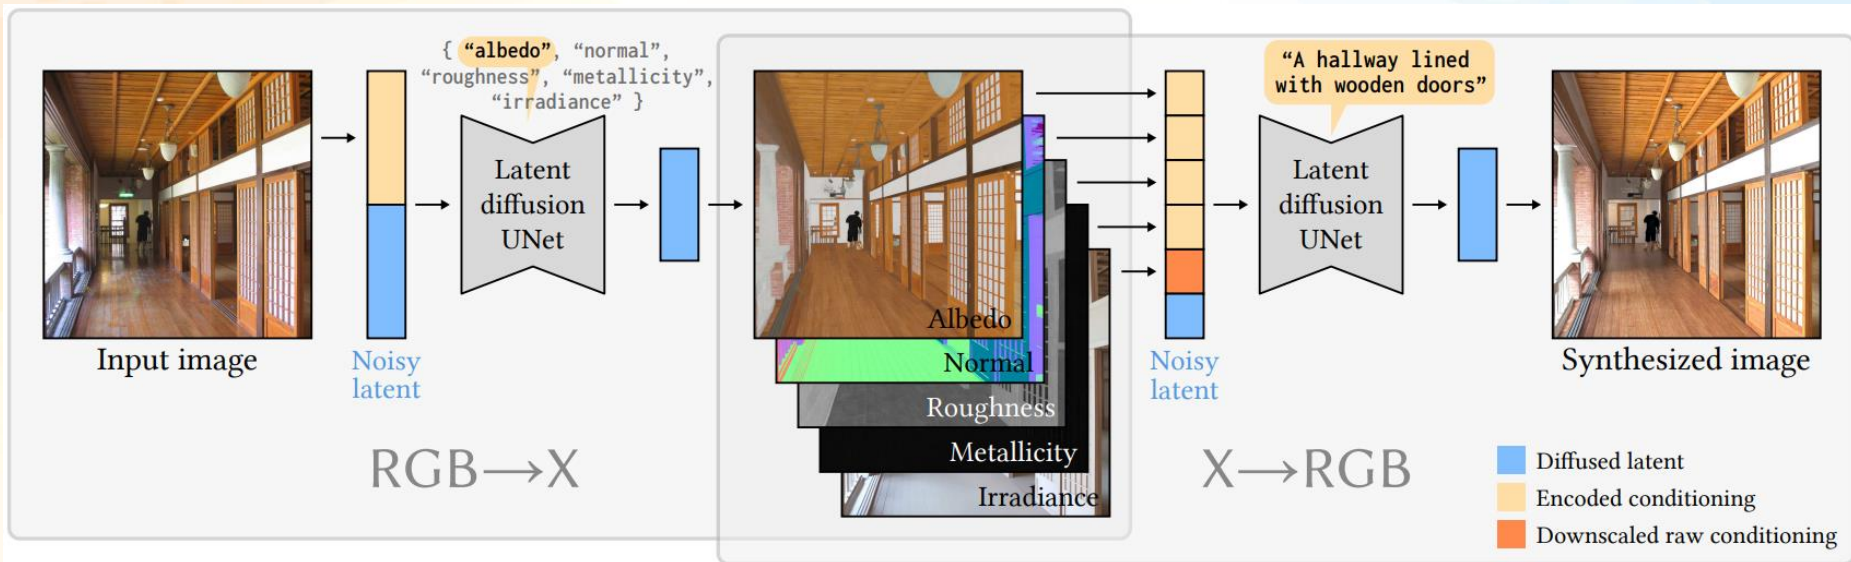 { “albedo”, “normal”,
“roughness”, “metallicity”,
“irradiance” }
“A hallway lined
with wooden doors”
Latent
diffusion
UNet
Latent
diffusion
UNet
Input image
Noisy
latent
Albedo
Normal
Roughness
Metallicity
Irradiance
Noisy
latent
Synthesized image
RGB→X
X→RGB
Diffused latent
Encoded conditioning
Downscaled raw conditioning